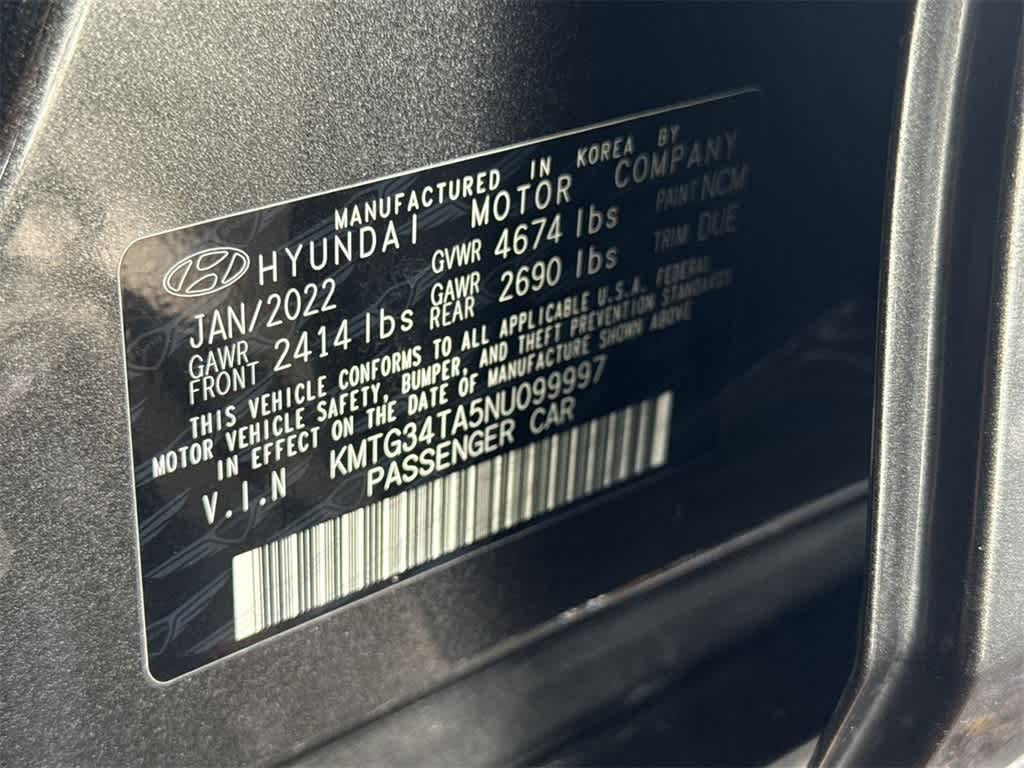 MANUFACTURED IN KOREA BY
HYUNDAI MOTOR COMPANY
JAN/2022 GVWR 4674 lbs PAINT NCM
GAWR FRONT 2414 lbs GAWR REAR 2690 lbs TRIM DUE
THIS VEHICLE CONFORMS TO ALL APPLICABLE U.S.A. FEDERAL
MOTOR VEHICLE SAFETY, BUMPER, AND THEFT PREVENTION STANDARDS
IN EFFECT ON THE DATE OF MANUFACTURE SHOWN ABOVE
V.I.N KMTG34TA5NU099997
PASSENGER CAR